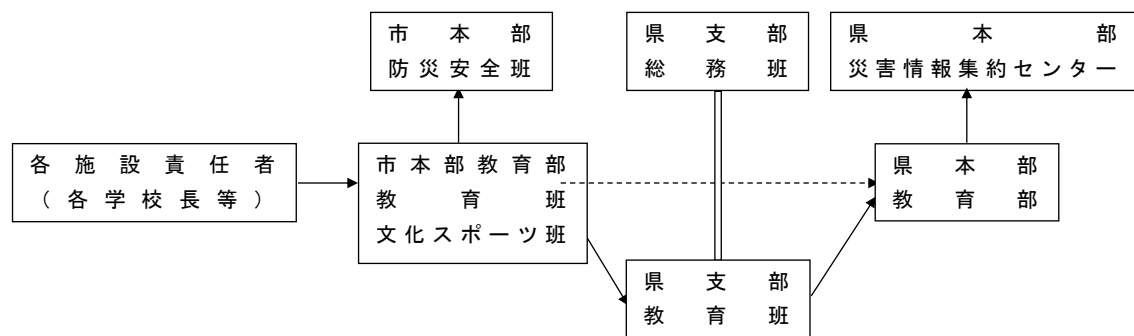 市本部
防災安全班
県支部
総務班
県本部
災害情報集約センター
各施設責任者
（各学校長等）
市本部教育部
教育班
文化スポーツ班
県本部
教育部
県支部
教育班